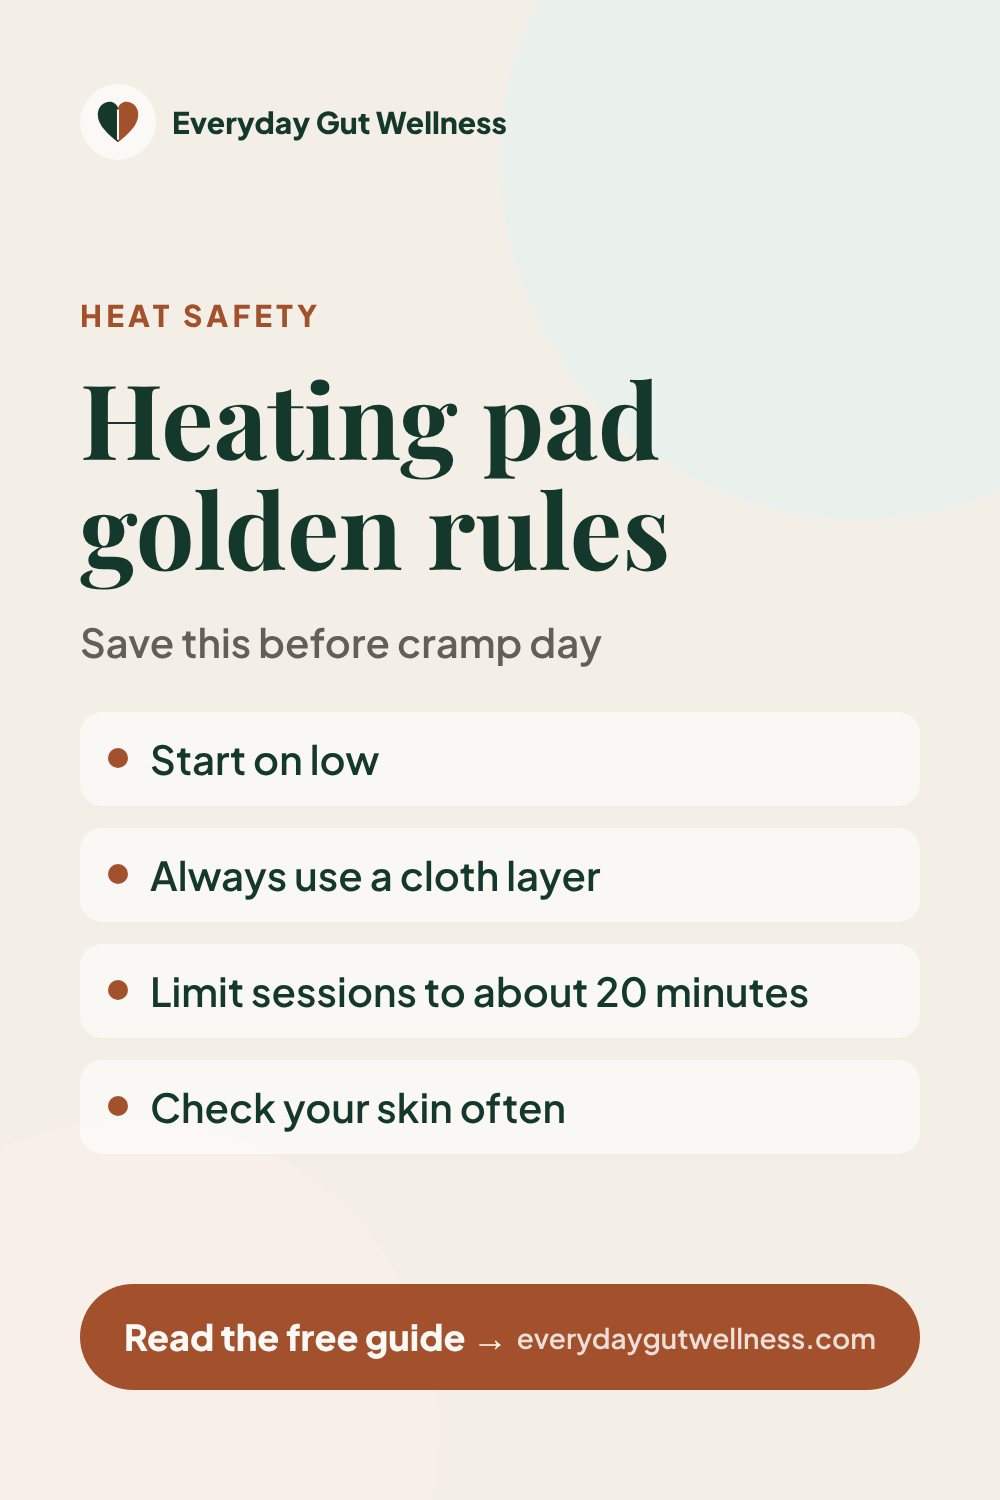 Everyday Gut Wellness
HEAT SAFETY
Heating pad
golden rules
Save this before cramp day
Start on low
Always use a cloth layer
Limit sessions to about 20 minutes
Check your skin often
Read the free guide → everydaygutwellness.com